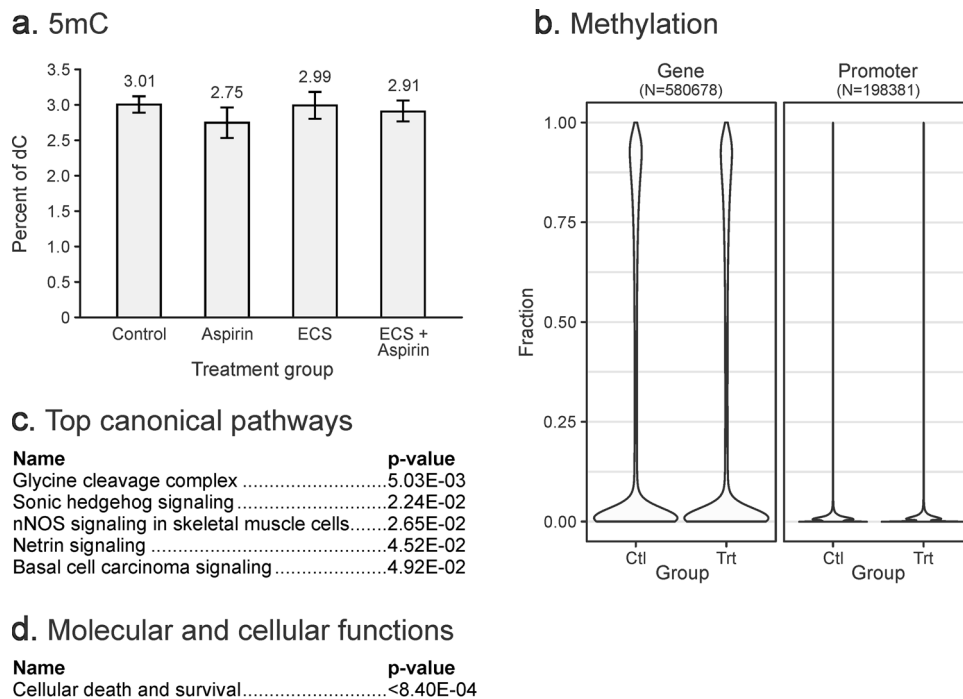 a. 5mC
3.5
3.0
2.5
2.0
1.5
1.0
0.5
0
Percent of dC
3.01
2.75
2.99
2.91
Control
Aspirin
ECS
ECS +
Aspirin
Treatment group
b. Methylation
Gene
(N=580678)
Promoter
(N=198381)
1.00
0.75
0.50
0.25
0.00
Fraction
Ctl
Trt
Group
Ctl
Trt
Group
c. Top canonical pathways
Name p-value
Glycine cleavage complex ..........................5.03E-03
Sonic hedgehog signaling...........................2.24E-02
nNOS signaling in skeletal muscle cells......2.65E-02
Netrin signaling ...........................................4.52E-02
Basal cell carcinoma signaling....................4.92E-02
d. Molecular and cellular functions
Name p-value
Cellular death and survival..........................<8.40E-04